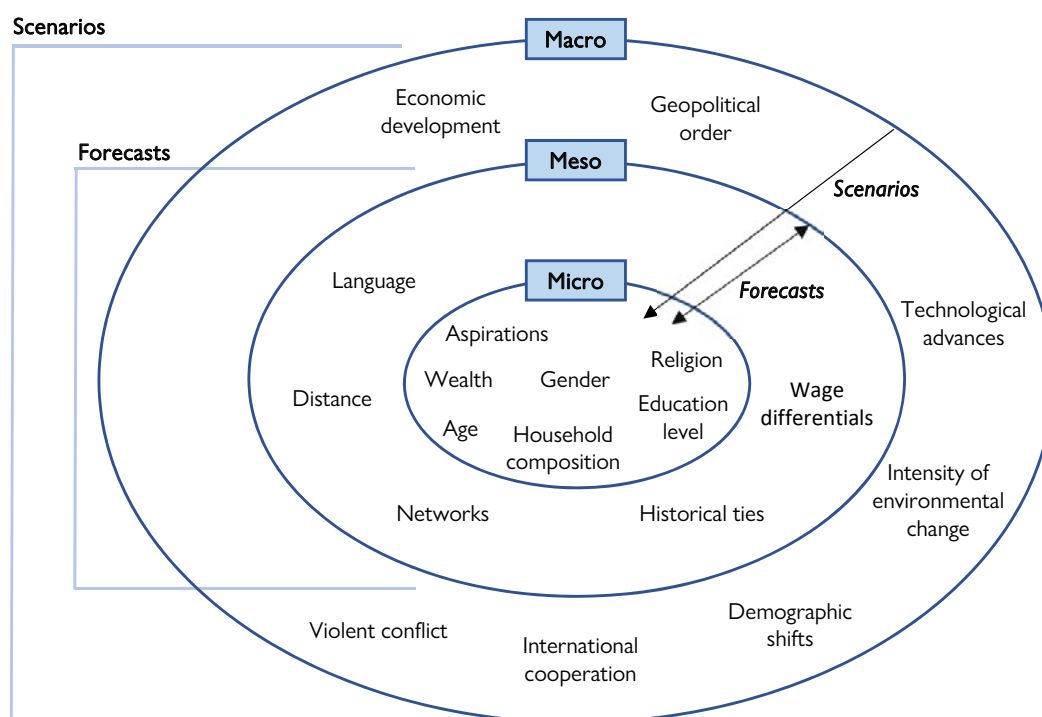 Scenarios
Macro
Economic
development
Geopolitical
order
Forecasts
Meso
Scenarios
Language
Micro
Forecasts
Technological
advances
Aspirations
Religion
Wealth
Gender
Distance
Wage
differentials
Education
level
Age
Household
composition
Intensity of
environmental
change
Networks
Historical ties
Demographic
shifts
Violent conflict
International
cooperation